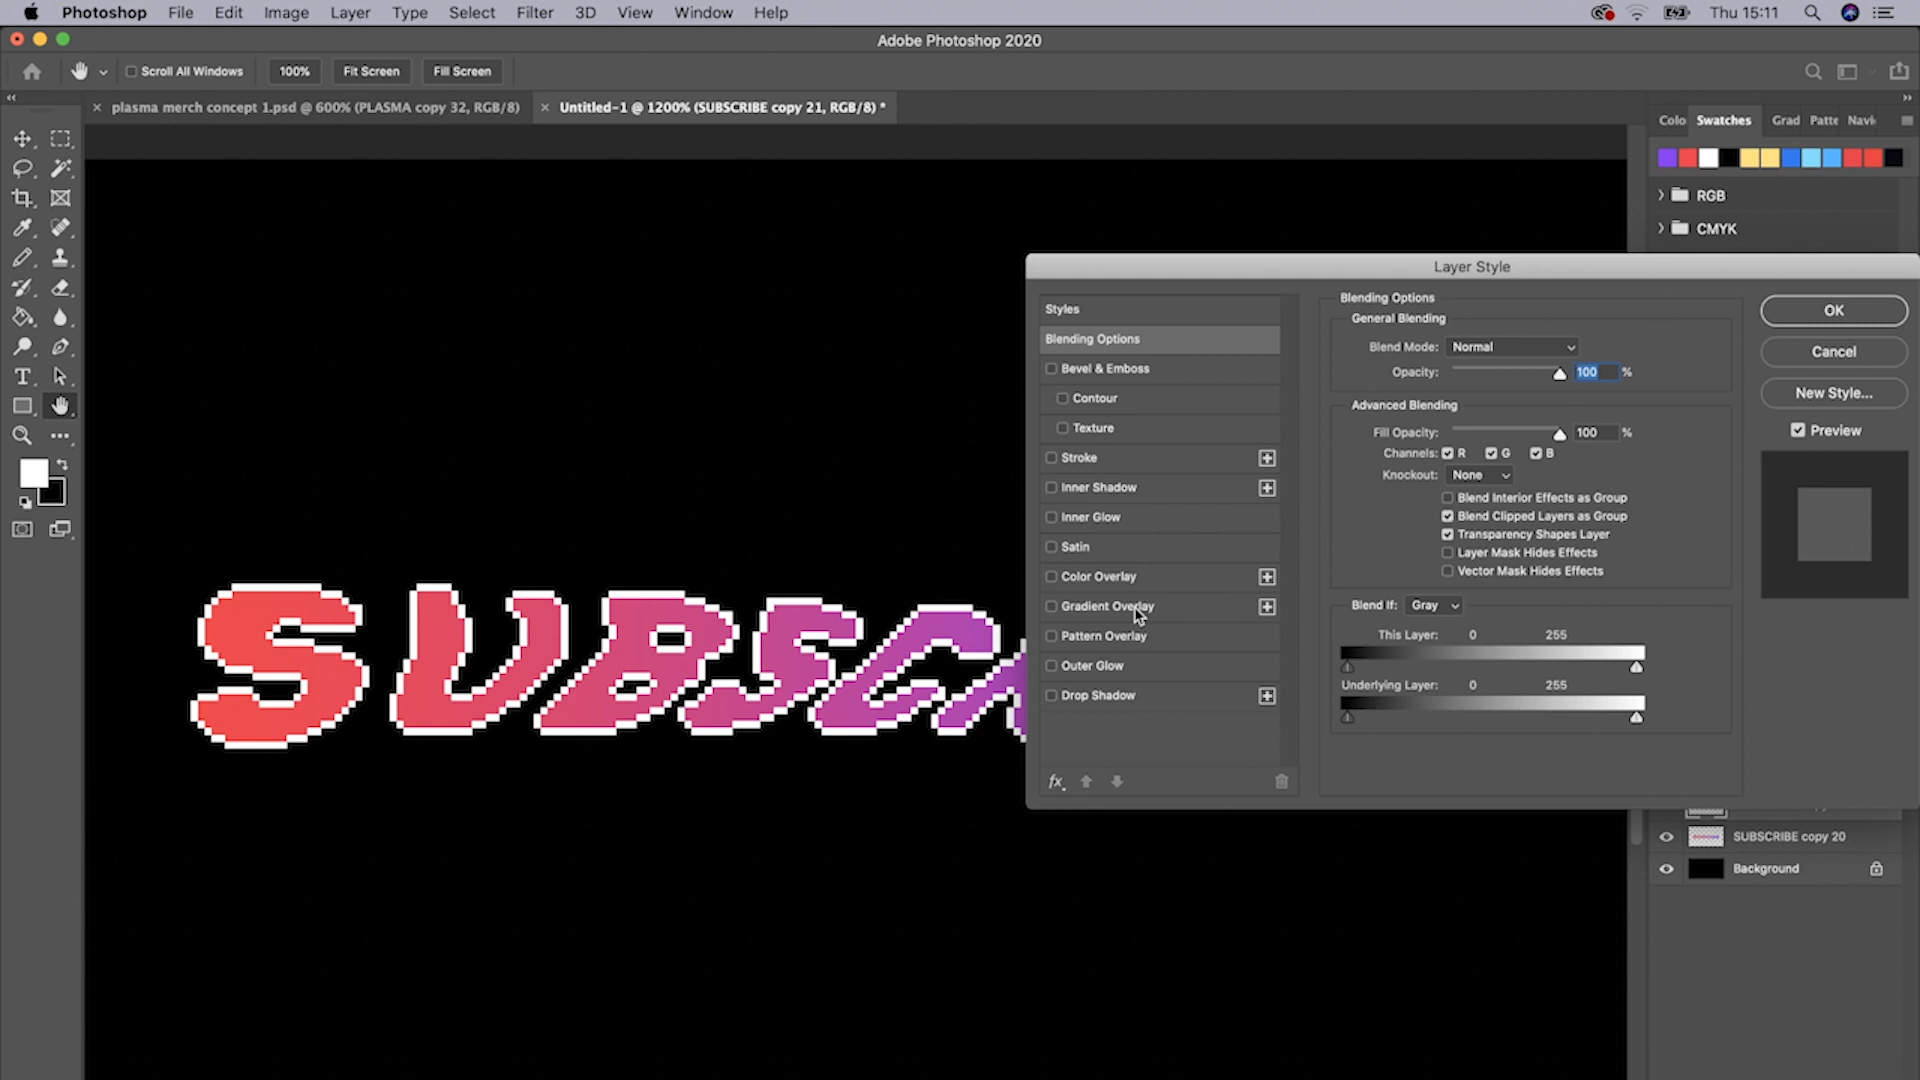 Photoshop File Edit Image Layer Type Select Filter 3D View Window Help Thu 15:11
Adobe Photoshop 2020
Scroll All Windows 100% Fit Screen Fill Screen
× plasma merch concept 1.psd @ 600% (PLASMA copy 32, RGB/8) × Untitled-1 @ 1200% (SUBSCRIBE copy 21, RGB/8) *
Colo Swatches Grad Patte Navi
RGB
CMYK
Layer Style
Styles
Blending Options
Bevel & Emboss
Contour
Texture
Stroke
Inner Shadow
Inner Glow
Satin
Color Overlay
Gradient Overlay
Pattern Overlay
Outer Glow
Drop Shadow
fx
Blending Options
General Blending
Blend Mode: Normal
Opacity: 100 %
Advanced Blending
Fill Opacity: 100 %
Channels: R G B
Knockout: None
Blend Interior Effects as Group
Blend Clipped Layers as Group
Transparency Shapes Layer
Layer Mask Hides Effects
Vector Mask Hides Effects
Blend If: Gray
This Layer: 0 255
Underlying Layer: 0 255
OK
Cancel
New Style...
Preview
SUBSC
SUBSCRIBE copy 20
Background